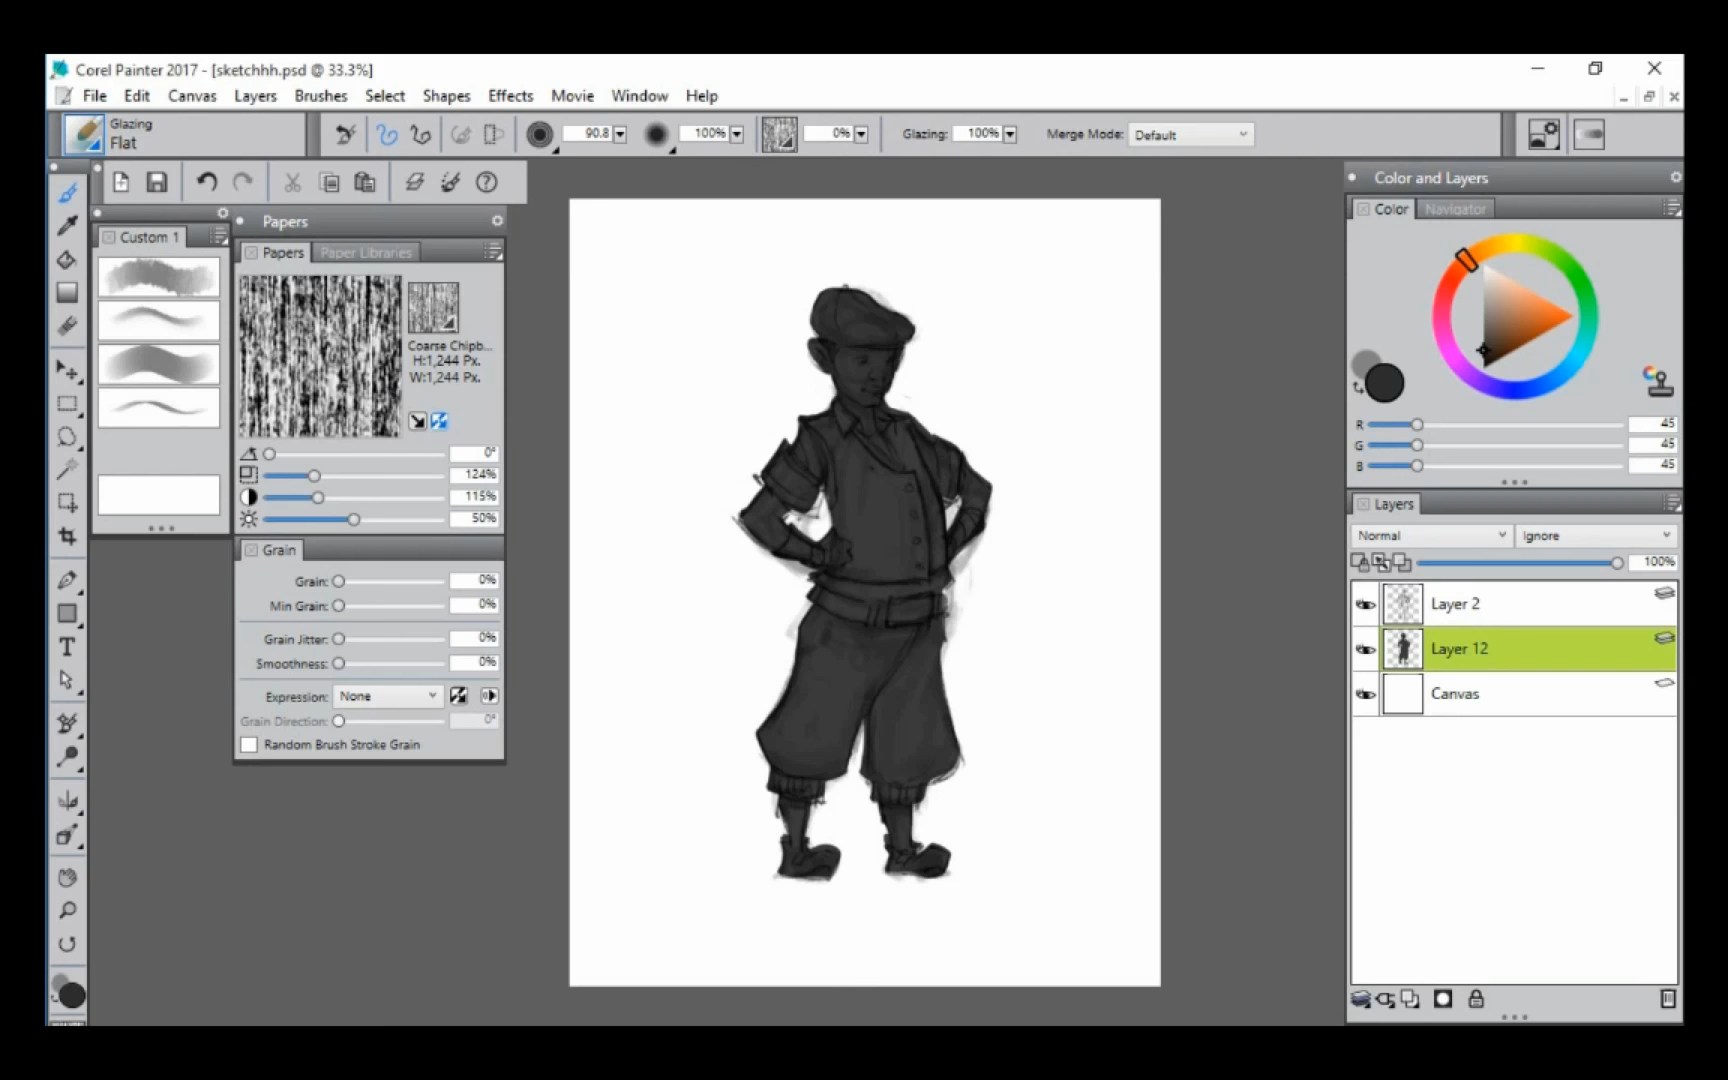 Corel Painter 2017 - [sketchhh.psd @ 33.3%]
File Edit Canvas Layers Brushes Select Shapes Effects Movie Window Help
Glazing
Flat
90.8
100%
0%
Glazing: 100%
Merge Mode: Default
Custom 1
Papers
Papers Paper Libraries
Coarse Chipb...
H:1,244 Px.
W:1,244 Px.
0°
124%
115%
50%
Grain
Grain: 0%
Min Grain: 0%
Grain Jitter: 0%
Smoothness: 0%
Expression: None
Grain Direction: 0°
Random Brush Stroke Grain
T
Color and Layers
Color Navigator
R 45
G 45
B 45
Layers
Normal Ignore
100%
Layer 2
Layer 12
Canvas